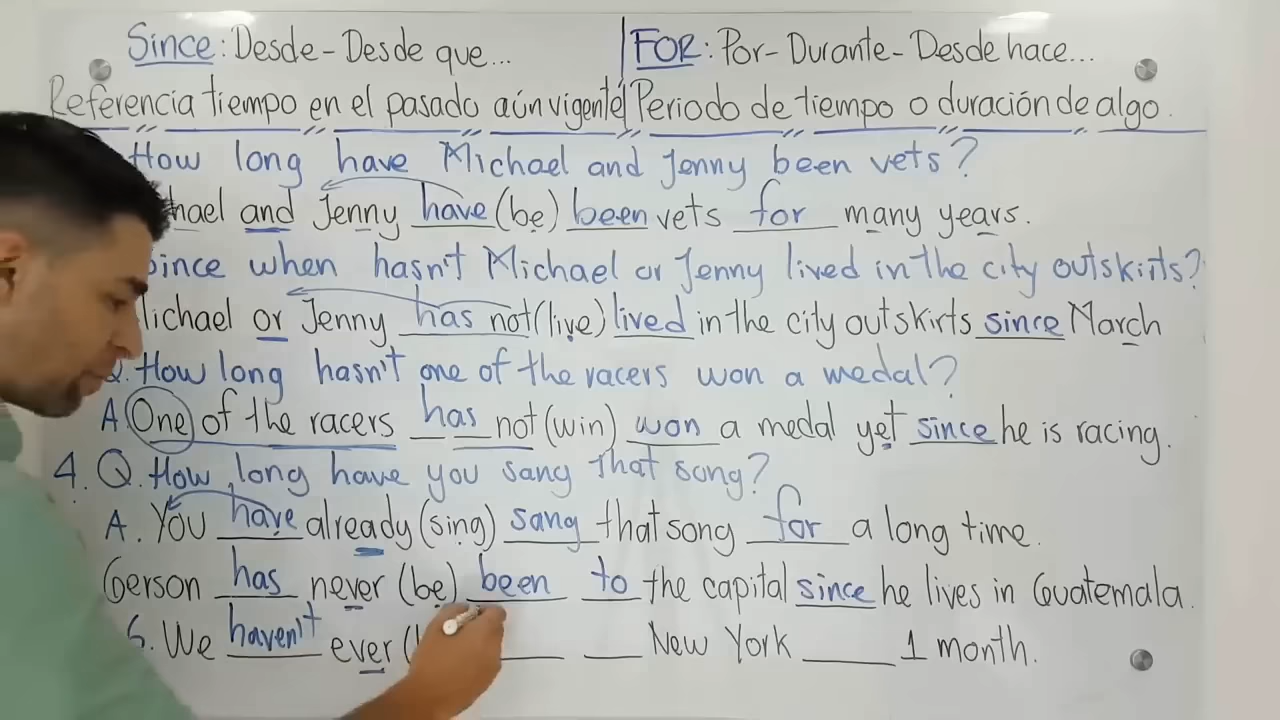 Since: Desde - Desde que... FOR: Por - Durante - Desde hace...
Referencia tiempo en el pasado aún vigente Periodo de tiempo o duración de algo.
How long have Michael and Jenny been vets?
and Jenny have (be) been vets for many years.
Since when hasn't Michael or Jenny lived in the city outskirts?
Michael or Jenny has not (live) lived in the city outskirts since March
Q. How long hasn't one of the racers won a medal?
A. One of the racers has not (win) won a medal yet since he is racing.
4. Q. How long have you sang that song?
A. You have already (sing) sang that song for a long time.
Gerson has never (be) been to the capital since he lives in Guatemala.
6. We haven't ever ( New York 1 month.